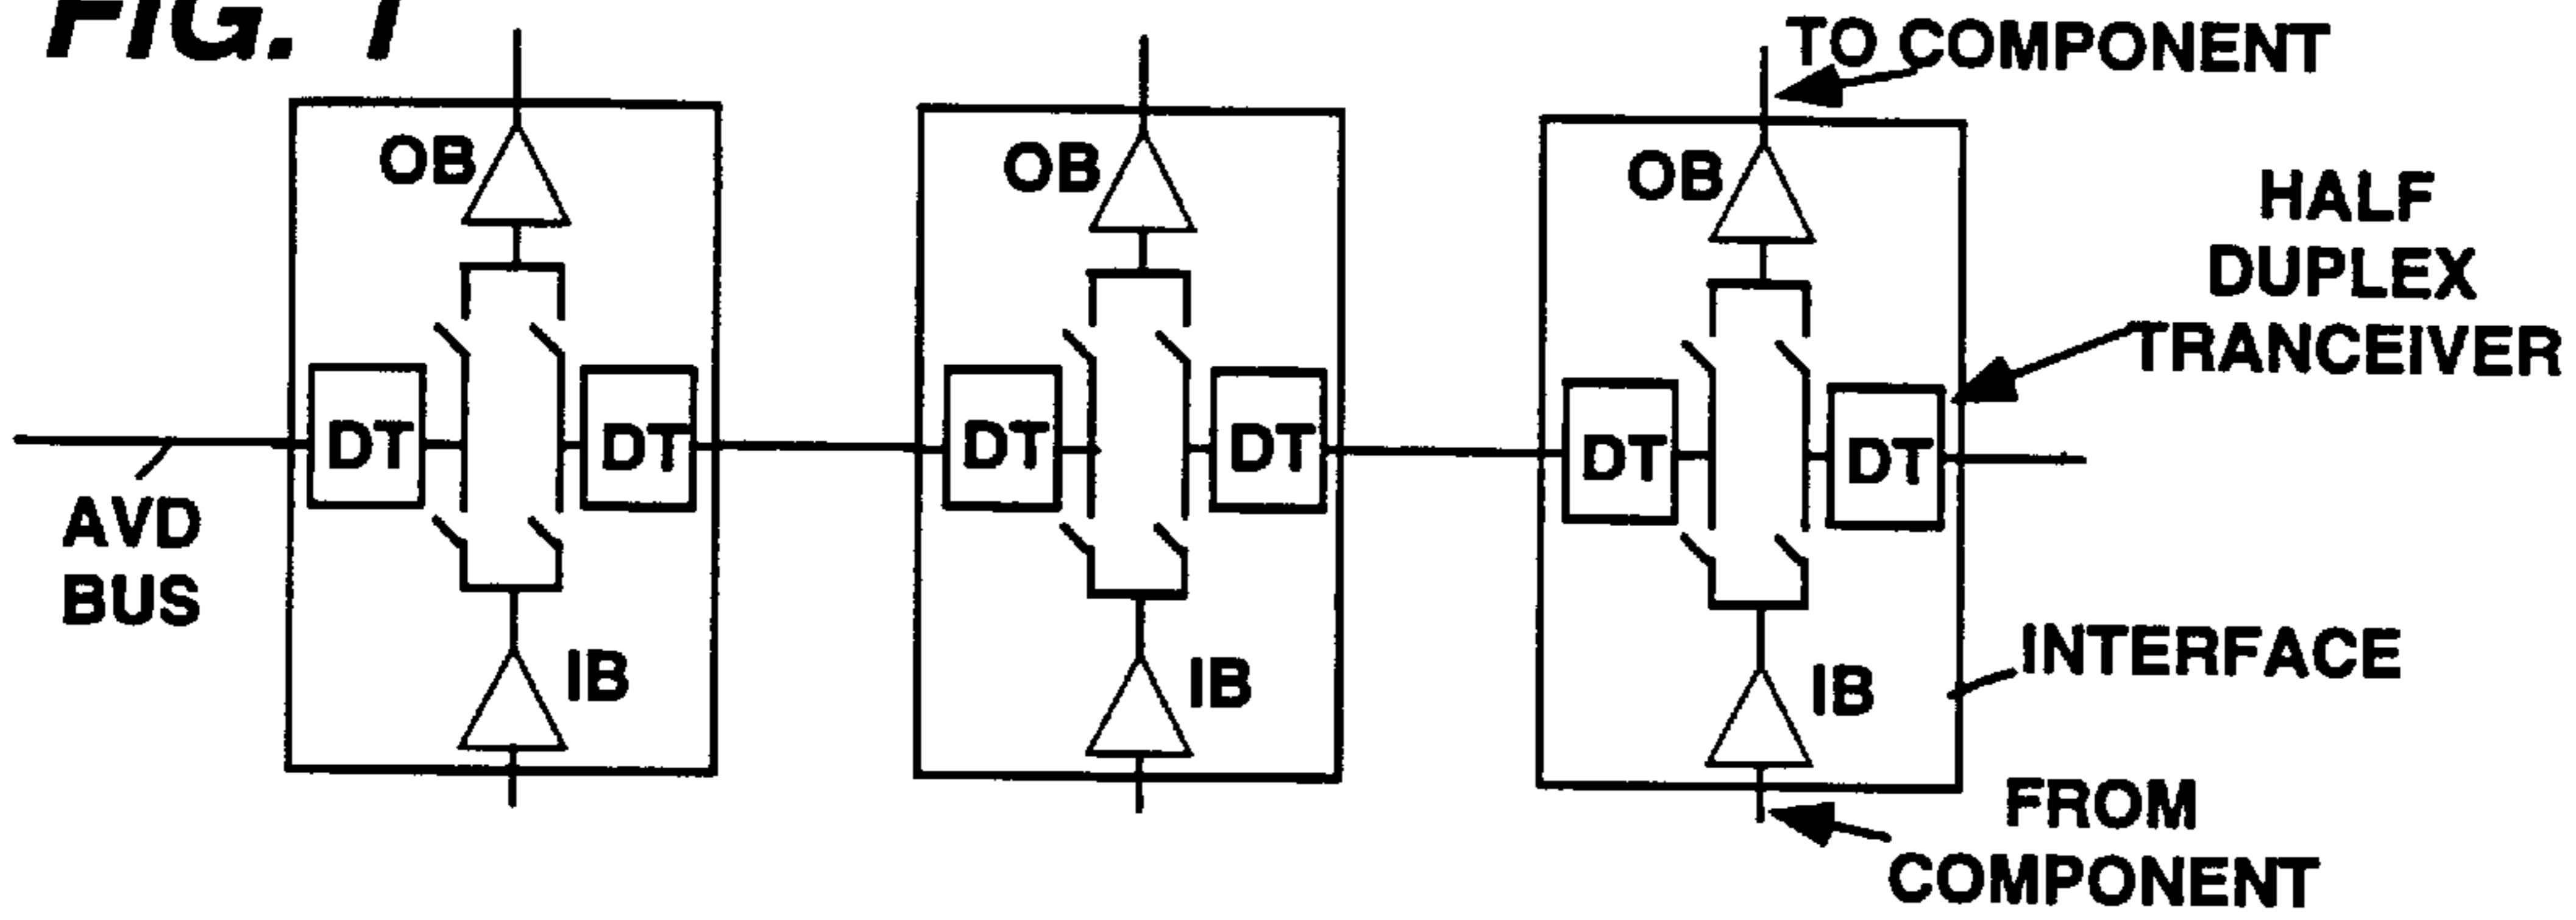 FIG. 1
TO COMPONENT
OB
OB
OB
HALF
DUPLEX
TRANCEIVER
DT
DT
DT
DT
DT
DT
AVD
BUS
IB
IB
IB
INTERFACE
FROM
COMPONENT